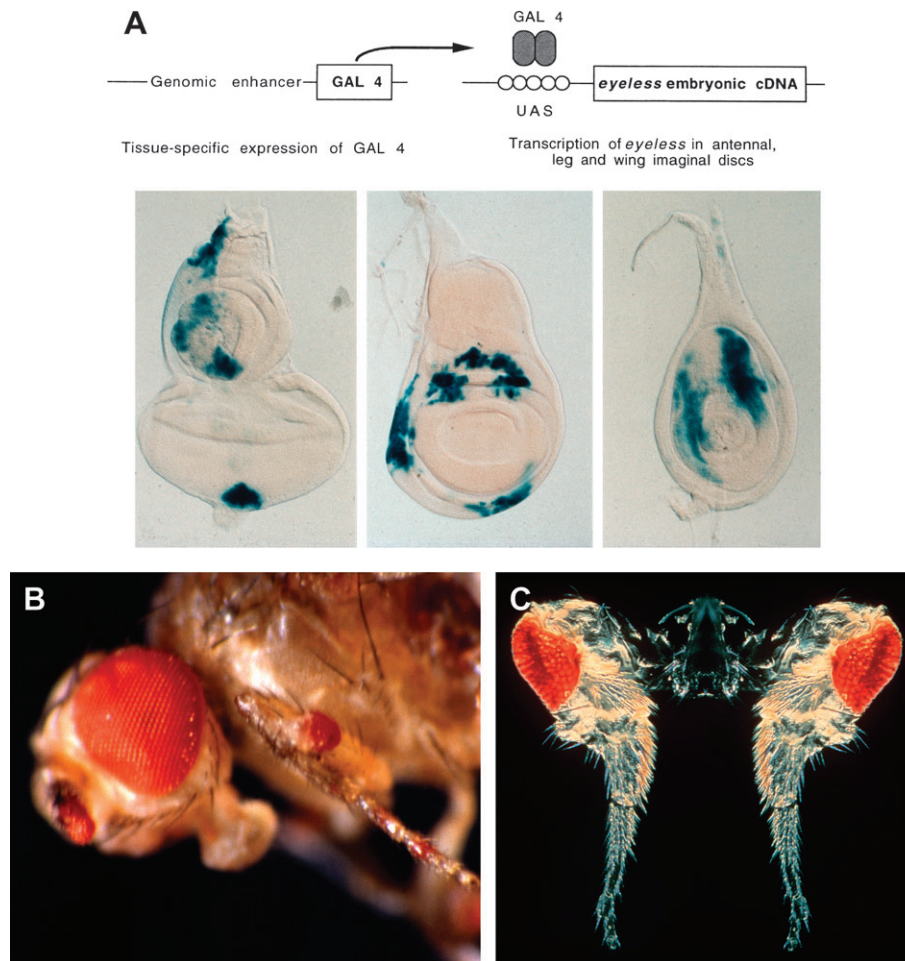 A
GAL 4
Genomic enhancer
GAL 4
eyeless embryonic cDNA
UAS
Tissue-specific expression of GAL 4
Transcription of eyeless in antennal,
leg and wing imaginal discs
B
C